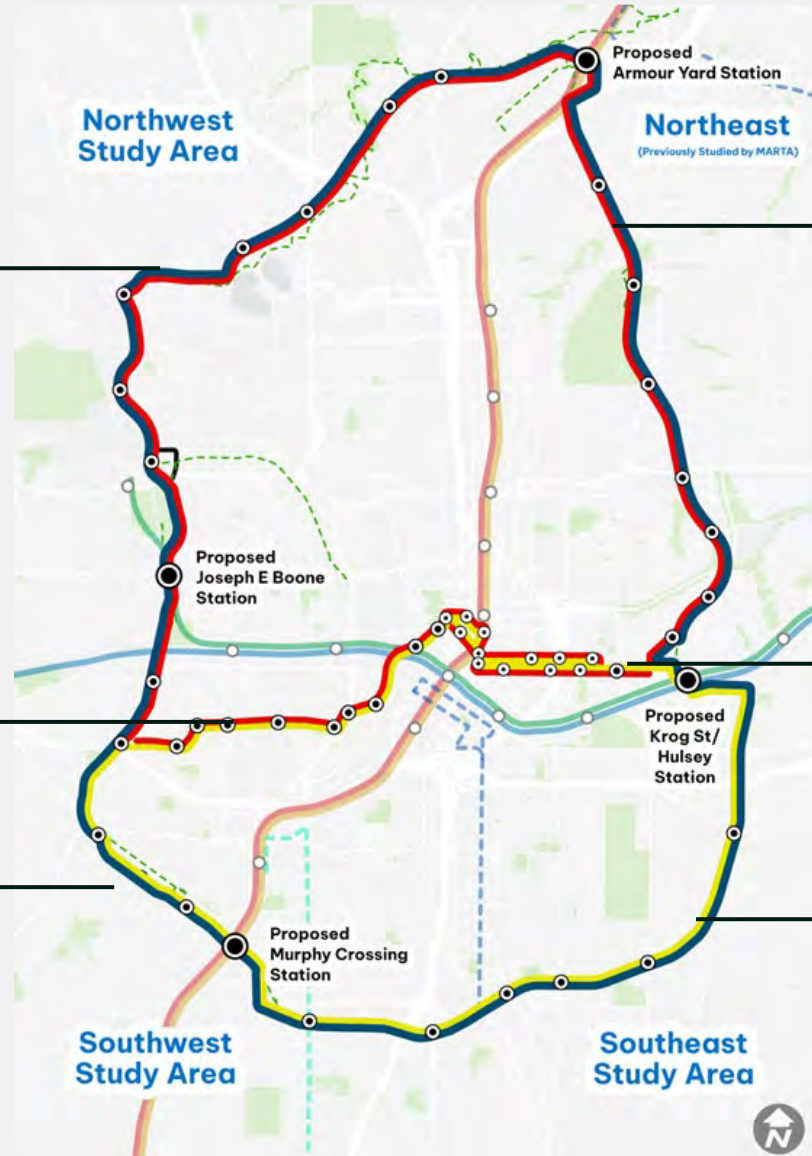 Proposed
Armour Yard Station
Northwest
Study Area
Northeast
(Previously Studied by MARTA)
Proposed
Joseph E Boone
Station
Proposed
Krog St/
Hulsey
Station
Proposed
Murphy Crossing
Station
Southwest
Study Area
Southeast
Study Area
N